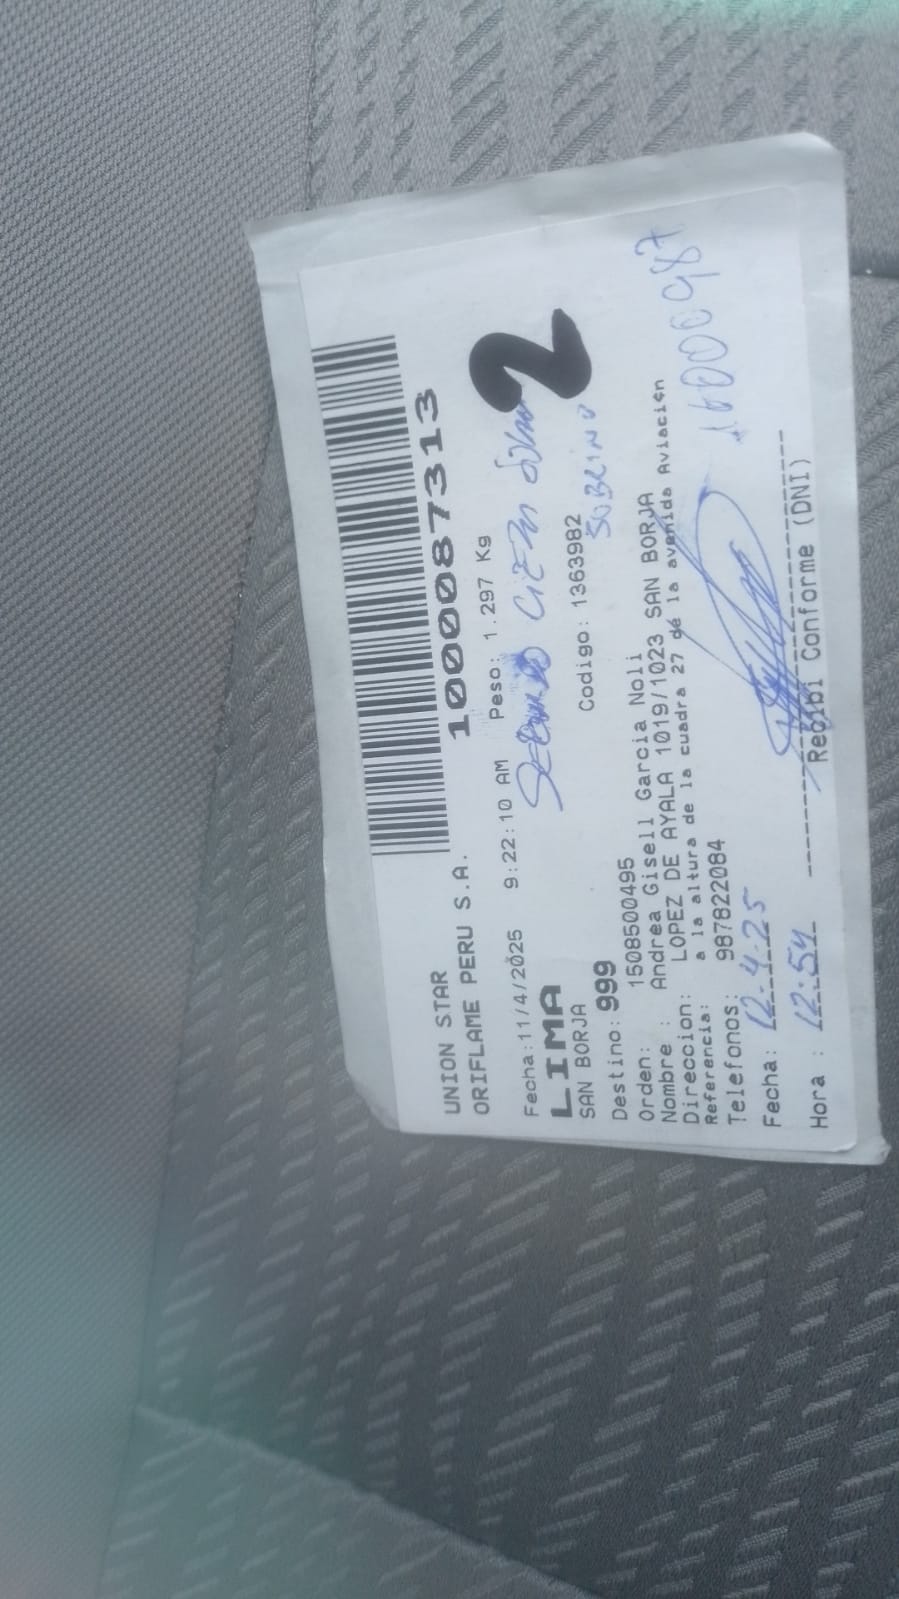 UNION STAR
ORIFLAME PERU S.A. 1000087313
Fecha:11/4/2025 9:22:10 AM Peso: 1.297 Kg
LIMA
2
SAN BORJA
Destino: 999 Codigo: 1363982
SOBRINO
Orden: 1508500495
Nombre : Andrea Gisell Garcia Noli
Direccion: LOPEZ DE AYALA 1019/1023 SAN BORJA
Referencia: a la altura de la cuadra 27 de la avenida Aviación
Telefonos: 987822084
Fecha: 12-4-25
Hora : 12:54
Recibi Conforme (DNI)